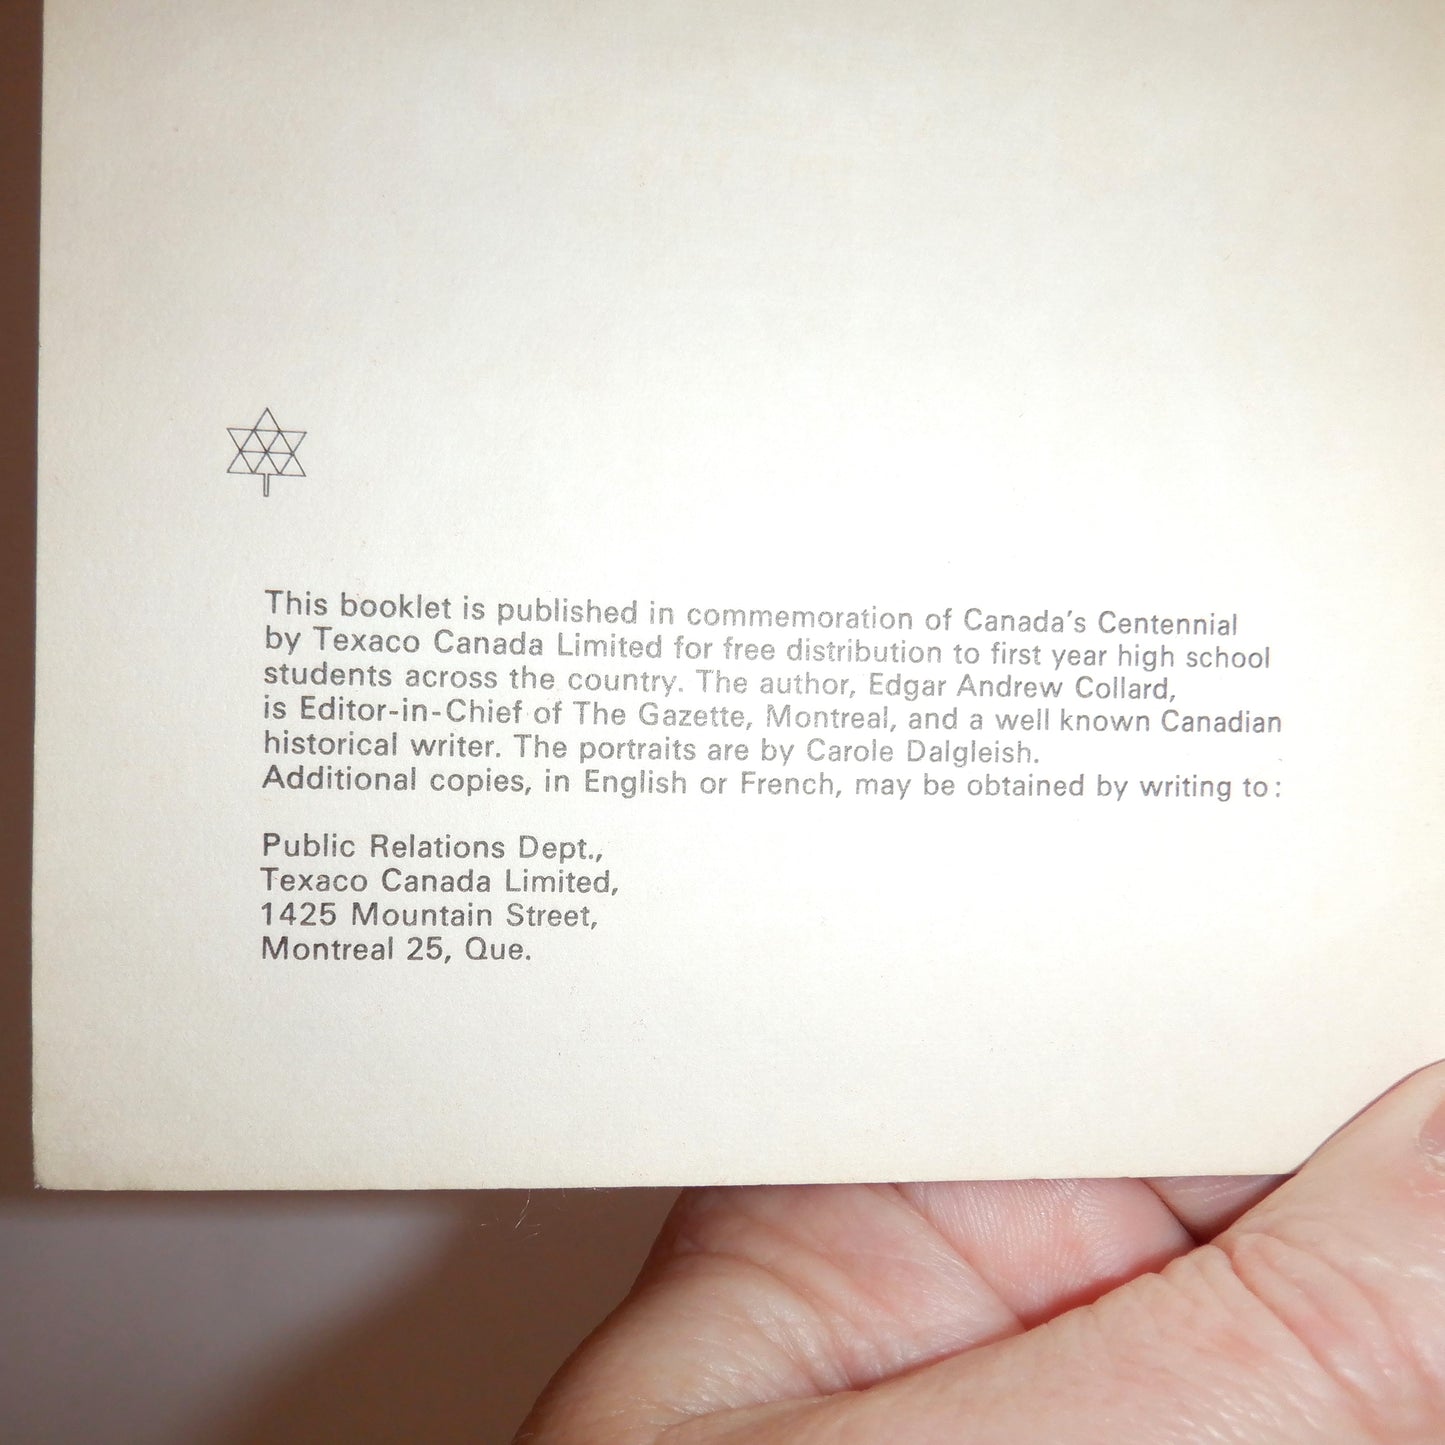 This booklet is published in commemoration of Canada's Centennial
by Texaco Canada Limited for free distribution to first year high school
students across the country. The author, Edgar Andrew Collard,
is Editor-in-Chief of The Gazette, Montreal, and a well known Canadian
historical writer. The portraits are by Carole Dalgleish.
Additional copies, in English or French, may be obtained by writing to:
Public Relations Dept.,
Texaco Canada Limited,
1425 Mountain Street,
Montreal 25, Que.